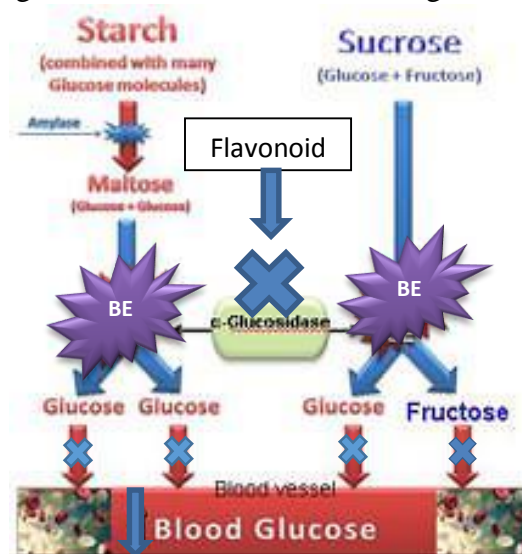 Starch
(combined with many
Glucose molecules)
Sucrose
(Glucose + Fructose)
Amylase
Flavonoid
Maltose
(Glucose + Glucose)
BE
BE
α-Glucosidase
Glucose Glucose
Glucose Fructose
Blood vessel
Blood Glucose